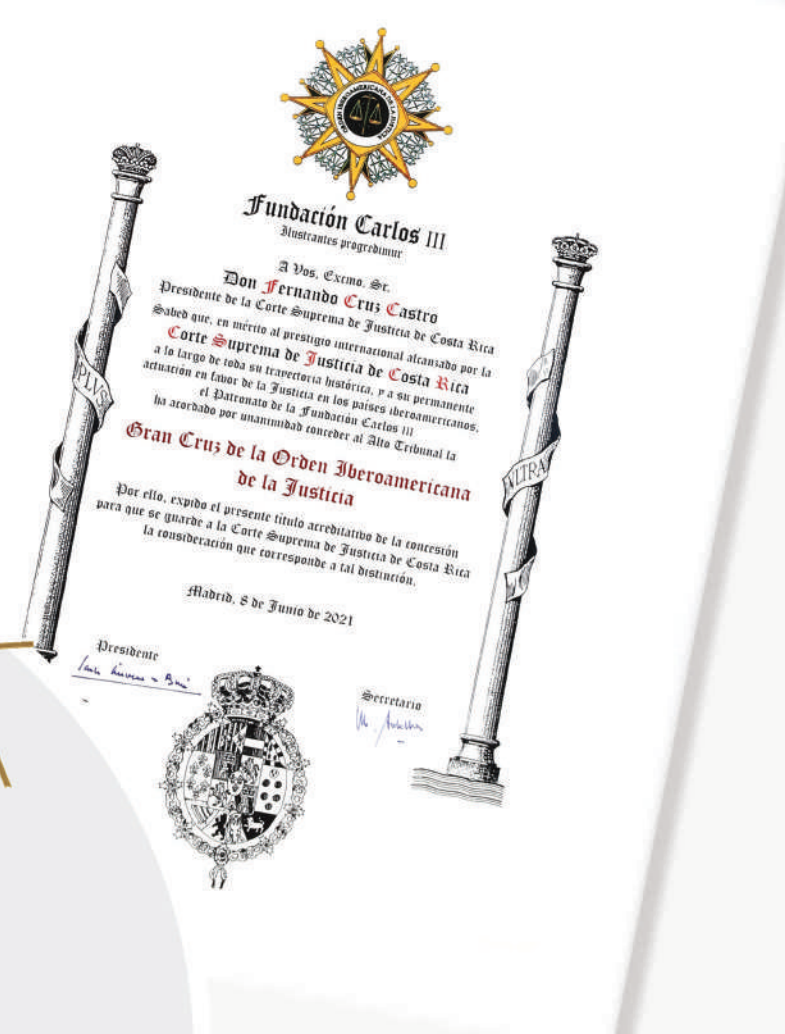 ORDEN IBEROAMERICANA DE LA JUSTICIA
Fundación Carlos III
Ilustrantes progredimur
A Vos, Excmo. Sr.
Don Fernando Cruz Castro
Presidente de la Corte Suprema de Justicia de Costa Rica
Sabed que, en mérito al prestigio internacional alcanzado por la
Corte Suprema de Justicia de Costa Rica
a lo largo de toda su trayectoria histórica, y a su permanente
actuación en favor de la Justicia en los países iberoamericanos,
el Patronato de la Fundación Carlos III
ha acordado por unanimidad conceder al Alto Tribunal la
Gran Cruz de la Orden Iberoamericana
de la Justicia
Por ello, expido el presente título acreditativo de la concesión
para que se guarde a la Corte Suprema de Justicia de Costa Rica
la consideración que corresponde a tal distinción.
Madrid, 8 de Junio de 2021
Presidente
Secretario
PLVS
VLTRA